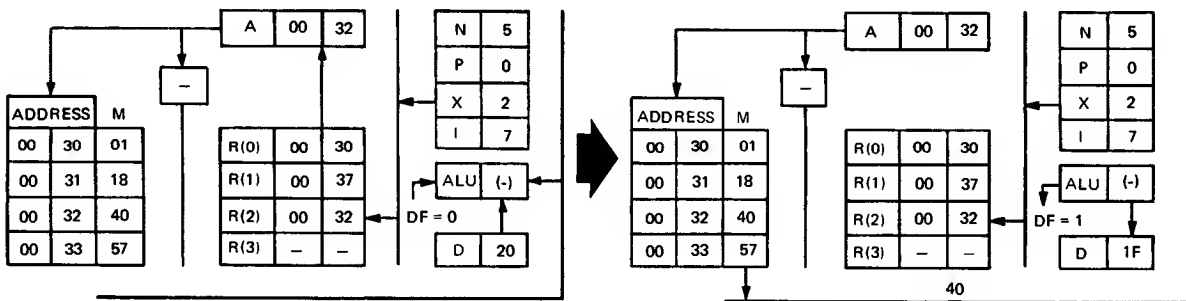 A 00 32
N 5
P 0
X 2
I 7
–
ADDRESS M
00 30 01
00 31 18
00 32 40
00 33 57
R(0) 00 30
R(1) 00 37
R(2) 00 32
R(3) – –
ALU (-)
DF = 0
D 20
A 00 32
N 5
P 0
X 2
I 7
–
ADDRESS M
00 30 01
00 31 18
00 32 40
00 33 57
R(0) 00 30
R(1) 00 37
R(2) 00 32
R(3) – –
ALU (-)
DF = 1
D 1F
40